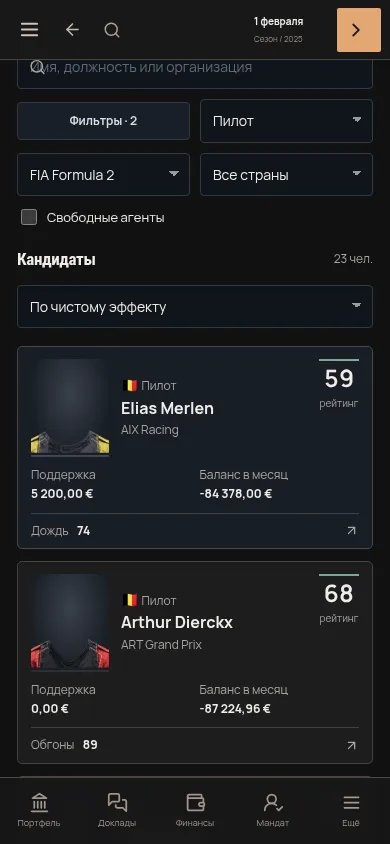 1 февраля
Сезон / 2025
Имя, должность или организация
Фильтры · 2
Пилот
FIA Formula 2
Все страны
Свободные агенты
Кандидаты
23 чел.
По чистому эффекту
Пилот
Elias Merlen
AIX Racing
59
рейтинг
Поддержка
5 200,00 €
Баланс в месяц
-84 378,00 €
Дождь 74
Пилот
Arthur Dierckx
ART Grand Prix
68
рейтинг
Поддержка
0,00 €
Баланс в месяц
-87 224,96 €
Обгоны 89
Портфель
Доклады
Финансы
Мандат
Ещё